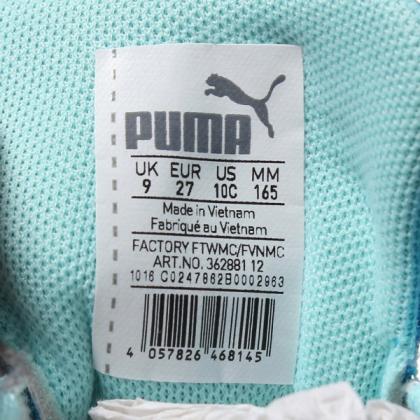 PUMA
UK EUR US MM
9 27 10C 165
Made in Vietnam
Fabriqué au Vietnam
FACTORY FTWMC/FVNMC
ART.NO. 362881 12
1016 C0247862B0002963
4 057826 468145